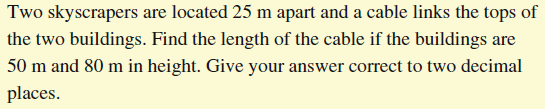 Two skyscrapers are located 25 m apart and a cable links the tops of
the two buildings. Find the length of the cable if the buildings are
50 m and 80 m in height. Give your answer correct to two decimal
places.